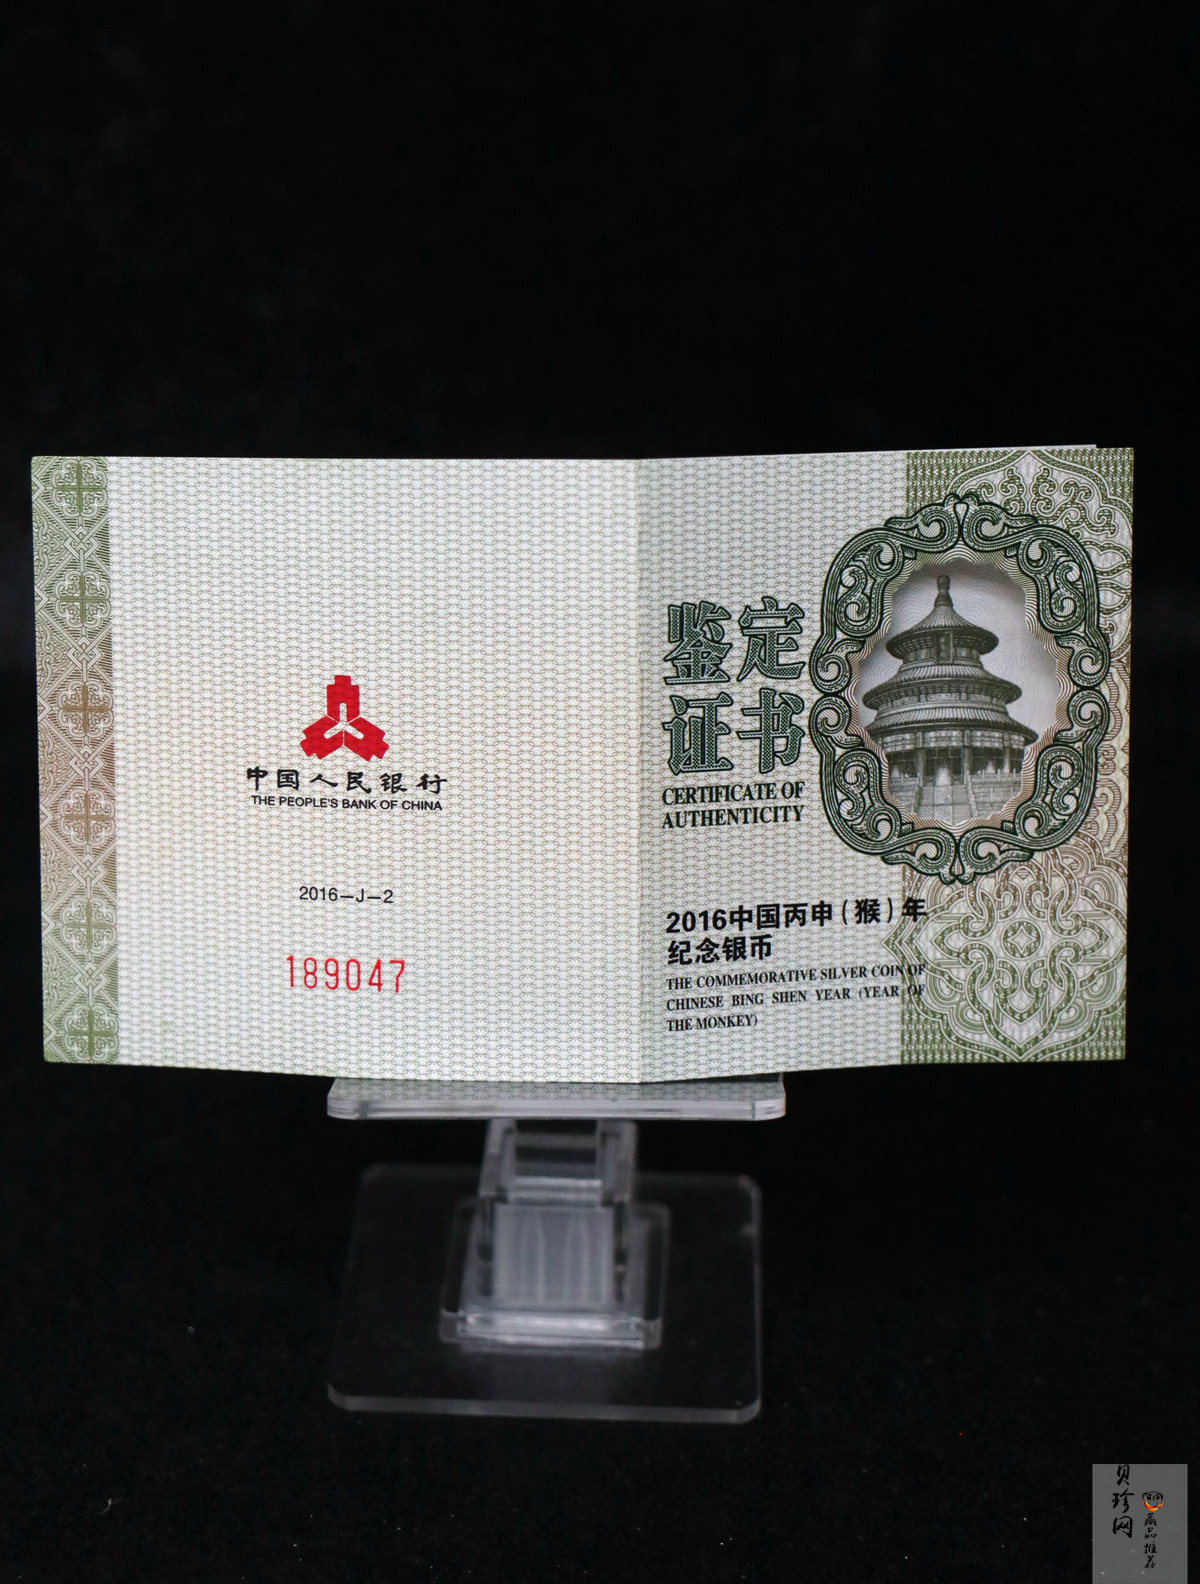 中国人民银行
THE PEOPLE'S BANK OF CHINA
2016—J—2
189047
鉴定
证书
CERTIFICATE OF
AUTHENTICITY
2016中国丙申(猴)年
纪念银币
THE COMMEMORATIVE SILVER COIN OF
CHINESE BING SHEN YEAR (YEAR OF
THE MONKEY)
贝珍网
藏品推荐